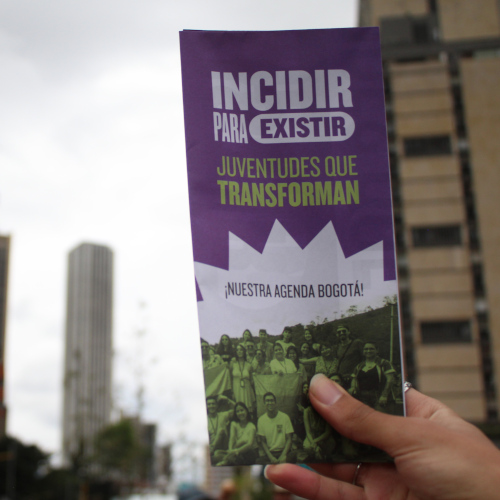 INCIDIR
PARA EXISTIR
JUVENTUDES QUE
TRANSFORMAN
¡NUESTRA AGENDA BOGOTÁ!